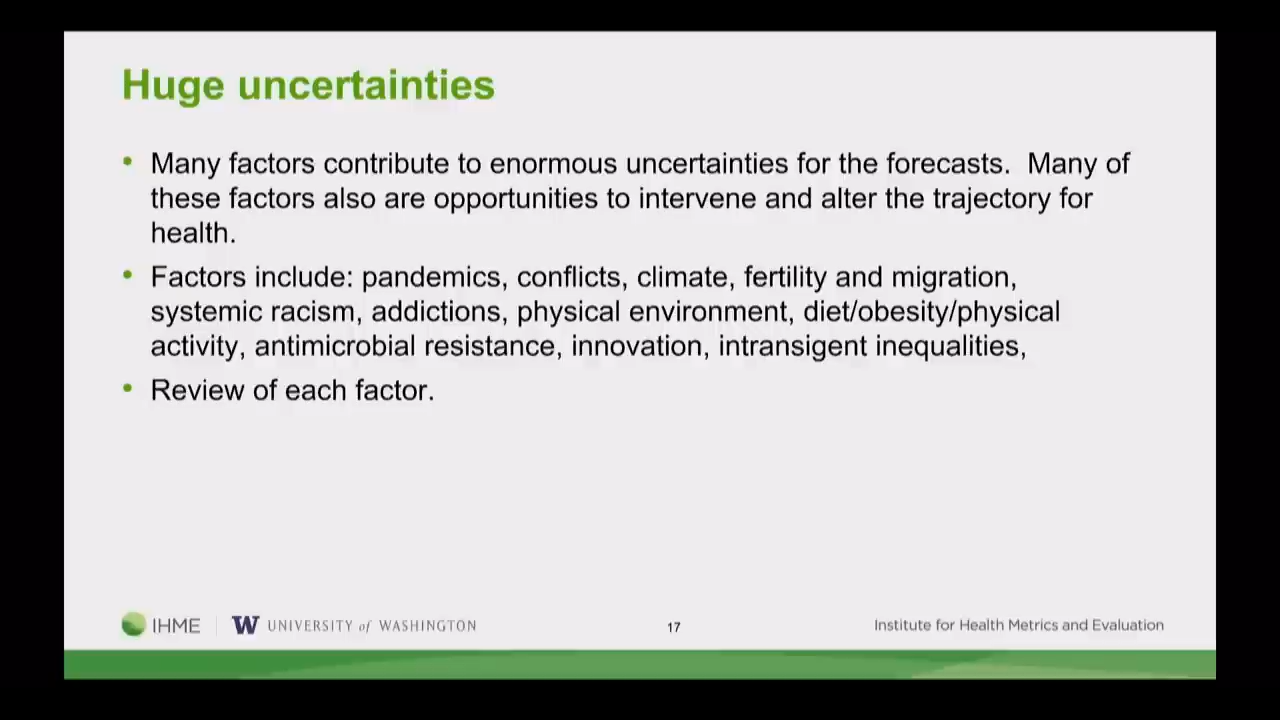 Huge uncertainties
• Many factors contribute to enormous uncertainties for the forecasts.  Many of
these factors also are opportunities to intervene and alter the trajectory for
health.
• Factors include: pandemics, conflicts, climate, fertility and migration,
systemic racism, addictions, physical environment, diet/obesity/physical
activity, antimicrobial resistance, innovation, intransigent inequalities,
• Review of each factor.
IHME W UNIVERSITY of WASHINGTON 17 Institute for Health Metrics and Evaluation